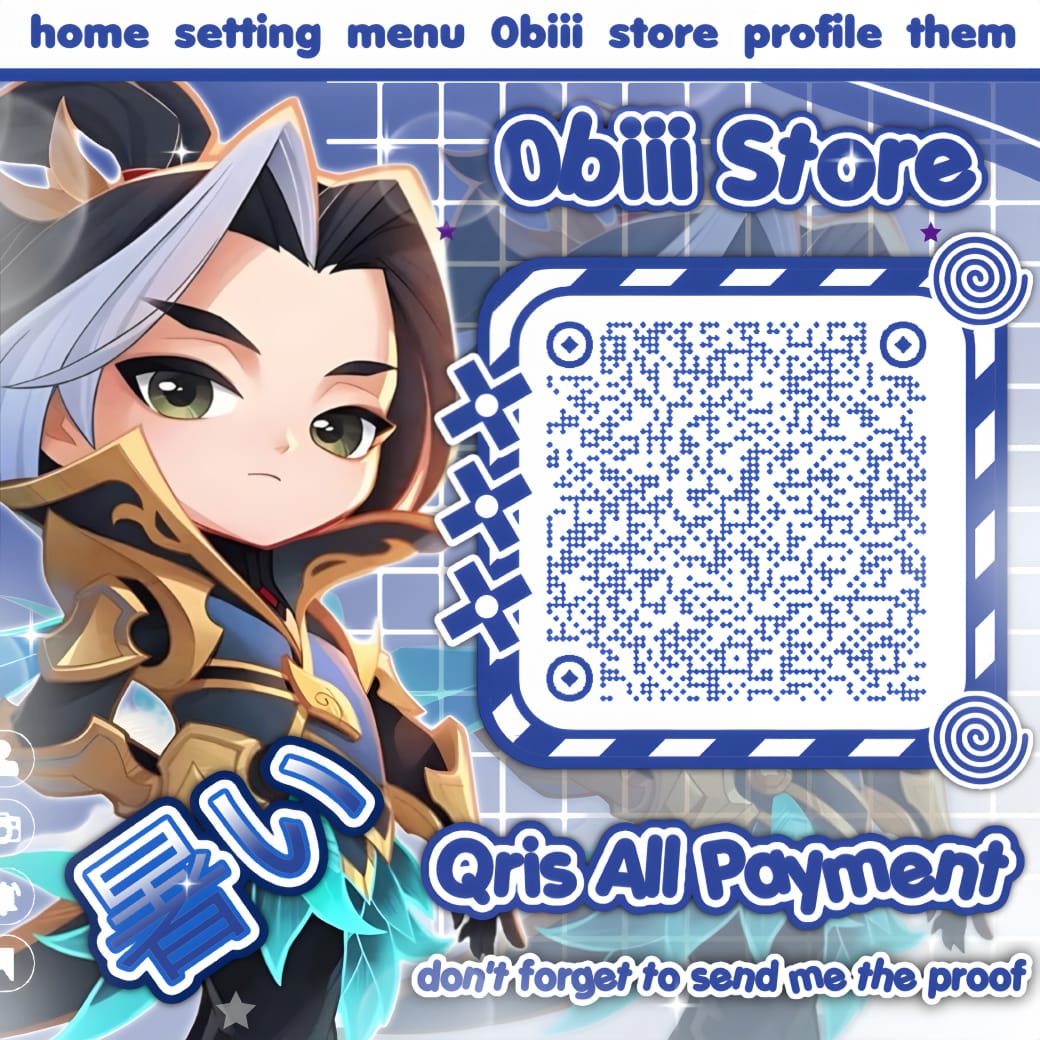 home setting menu 0biii store profile them
0biii Store
暑い
Qris All Payment
don't forget to send me the proof